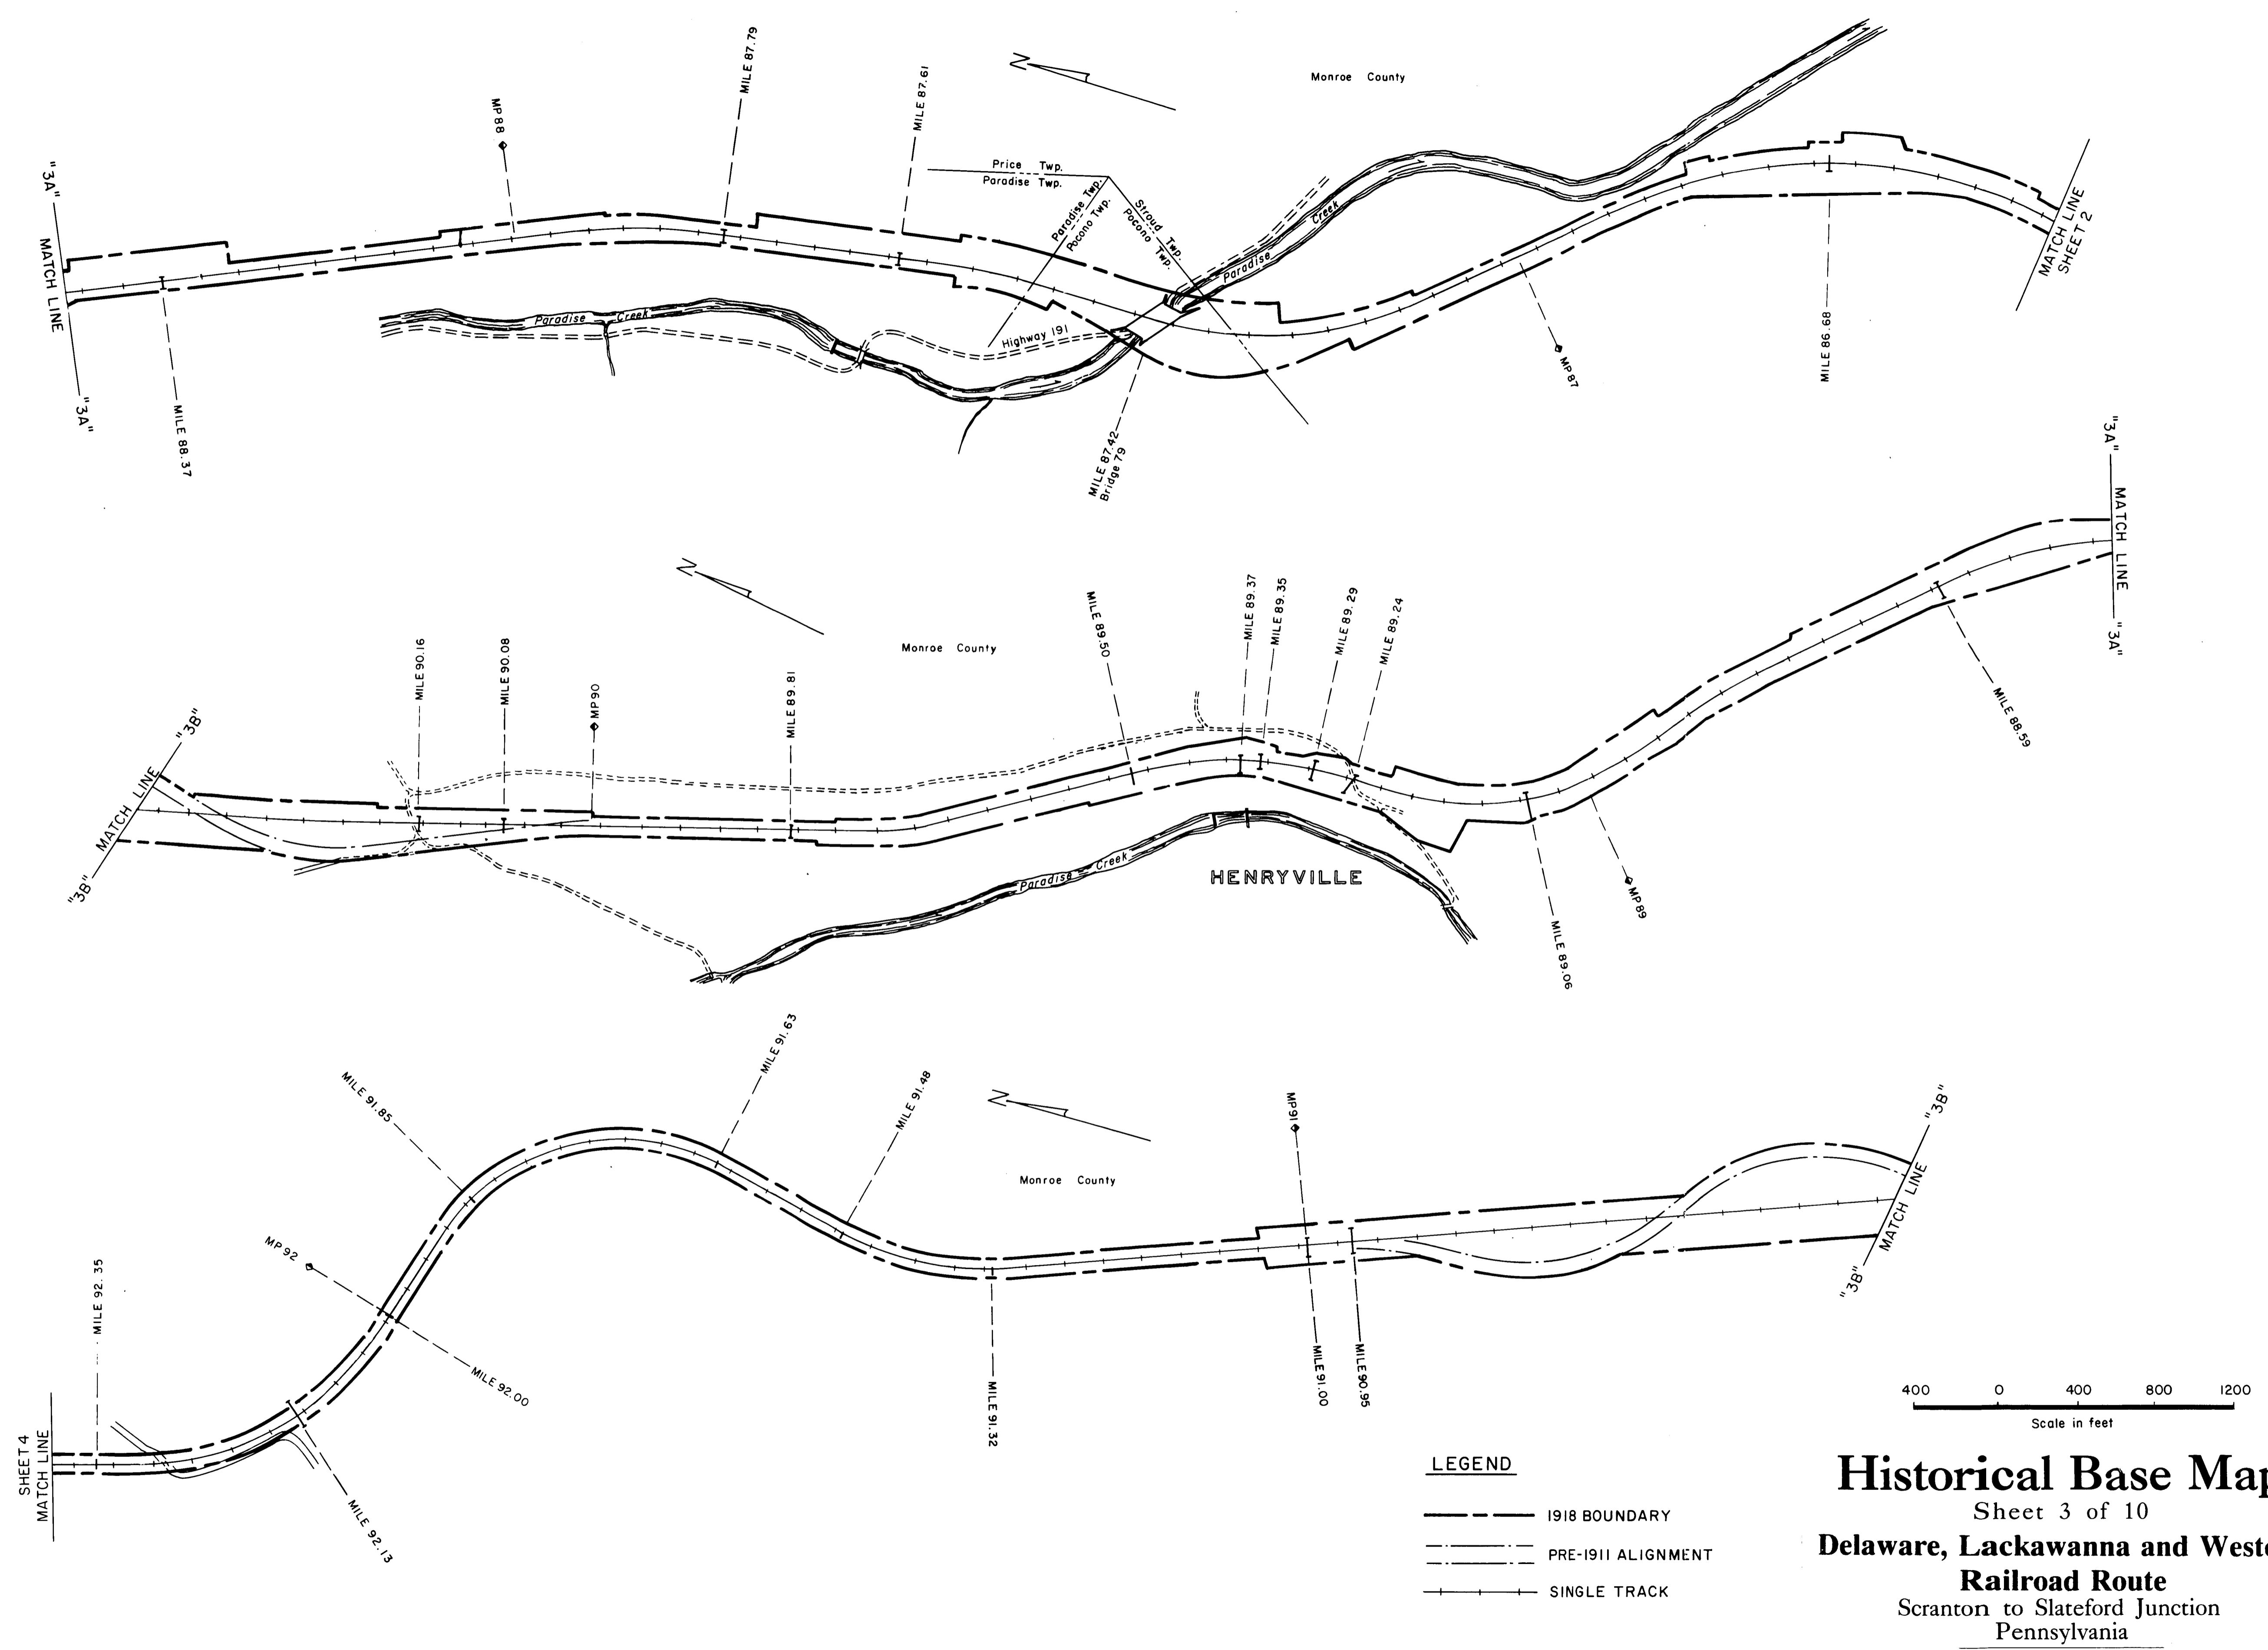 MILE 87.79
MILE 87.61
MP88
N
Monroe County
Price Twp.
Paradise Twp.
Paradise Twp.
Pocono Twp.
Stroud Twp.
Pocono Twp.
Paradise Creek
"3A"
MATCH LINE
"3A"
MILE 88.37
Paradise Creek
Highway 191
MILE 87.42
Bridge 79
MP87
MILE 86.68
MATCH LINE
SHEET 2
"3A"
MATCH LINE
"3A"
N
Monroe County
MILE 90.16
MILE 90.08
MP90
MILE 89.81
MILE 89.50
MILE 89.37
MILE 89.35
MILE 89.29
MILE 89.24
MILE 88.59
"3B"
MATCH LINE
"3B"
Paradise Creek
HENRYVILLE
MP89
MILE 89.06
MILE 91.85
MILE 91.63
MILE 91.48
N
Monroe County
MP91
"3B"
MATCH LINE
"3B"
MP92
MILE 92.35
MILE 92.00
MILE 91.32
MILE 91.00
MILE 90.95
SHEET 4
MATCH LINE
MILE 92.13
400 0 400 800 1200
Scale in feet
LEGEND
1918 BOUNDARY
PRE-1911 ALIGNMENT
SINGLE TRACK
Historical Base Map
Sheet 3 of 10
Delaware, Lackawanna and Weste
Railroad Route
Scranton to Slateford Junction
Pennsylvania